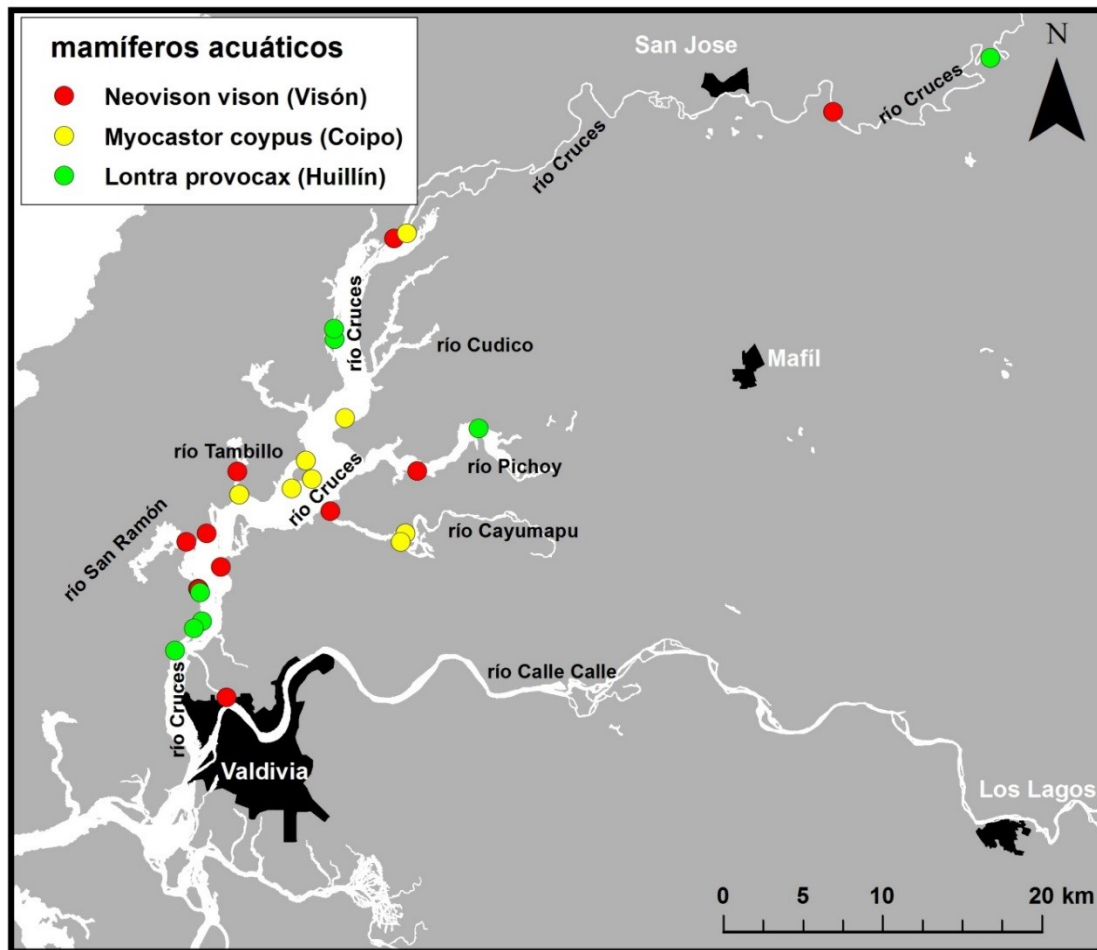 mamíferos acuáticos
Neovison vison (Visón)
Myocastor coypus (Coipo)
Lontra provocax (Huillín)
San Jose
N
río Cruces
río Cruces
río Cruces
río Cudico
Mafíl
río Tambillo
río Pichoy
río Cruces
río San Ramón
río Cayumapu
río Calle Calle
río Cruces
Valdivia
Los Lagos
0 5 10 20 km